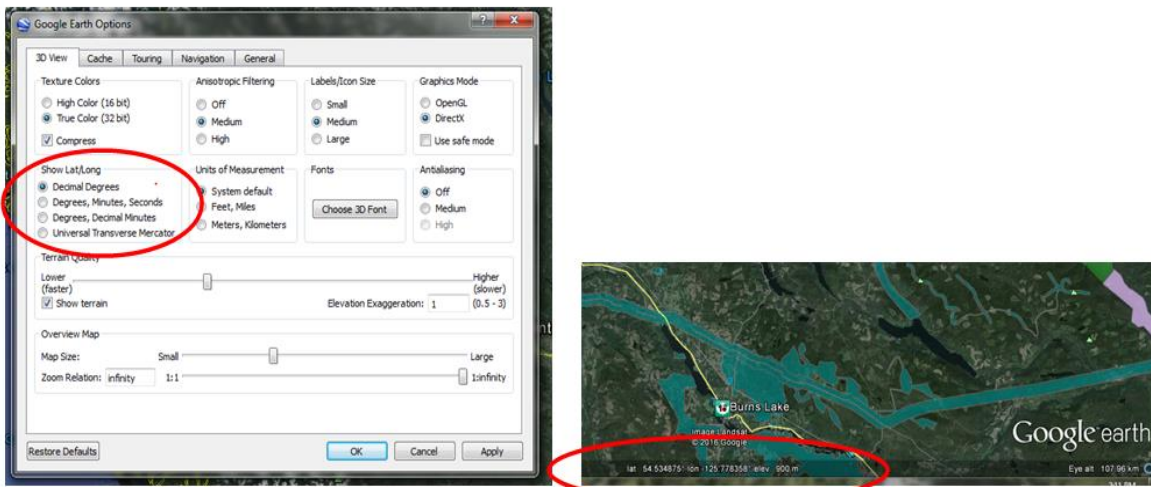 Google Earth Options
3D View Cache Touring Navigation General
Texture Colors
High Color (16 bit)
True Color (32 bit)
Compress
Anisotropic Filtering
Off
Medium
High
Labels/Icon Size
Small
Medium
Large
Graphics Mode
OpenGL
DirectX
Use safe mode
Show Lat/Long
Decimal Degrees
Degrees, Minutes, Seconds
Degrees, Decimal Minutes
Universal Transverse Mercator
Units of Measurement
System default
Feet, Miles
Meters, Kilometers
Fonts
Choose 3D Font
Antialiasing
Off
Medium
High
Terrain Quality
Lower
(faster)
Higher
(slower)
Show terrain
Elevation Exaggeration: 1 (0.5 - 3)
Overview Map
Map Size: Small Large
Zoom Relation: infinity 1:1 1:infinity
Restore Defaults OK Cancel Apply
Burns Lake
Image Landsat
© 2016 Google
Google earth
lat 54.534875° lon -125.778358° elev 900 m
Eye alt 107.96 km